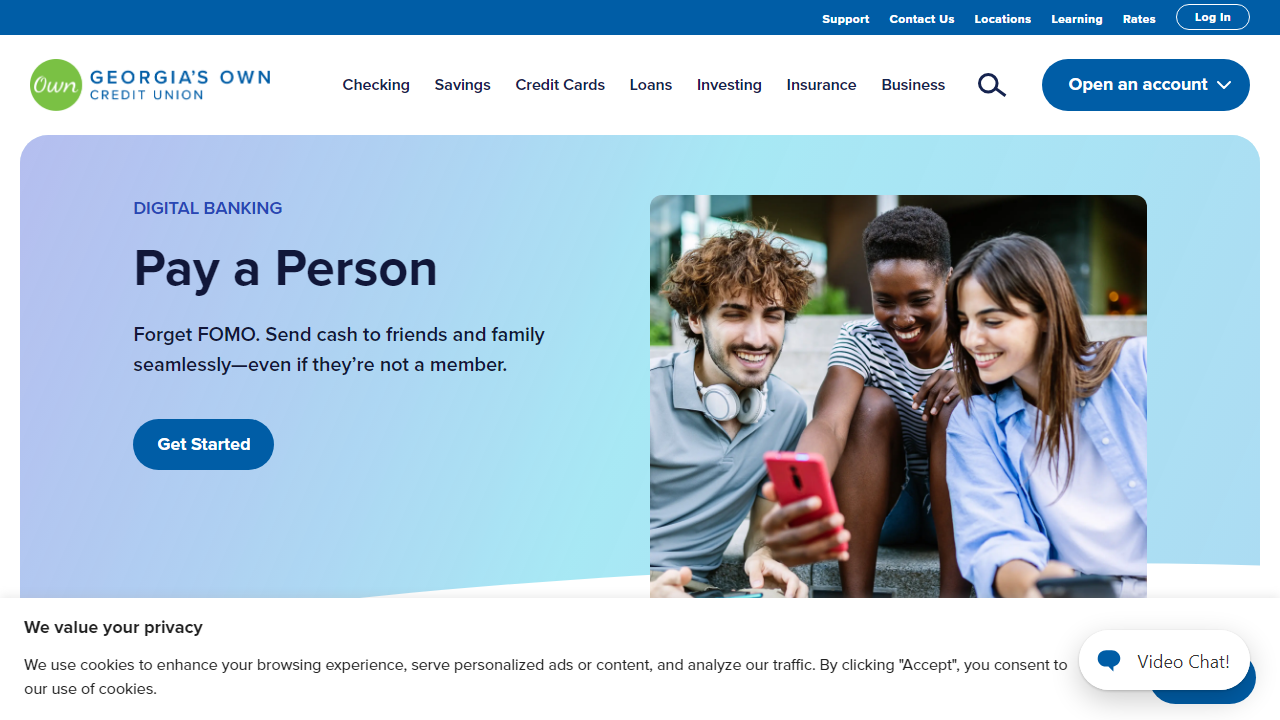 Support Contact Us Locations Learning Rates Log In
Own GEORGIA'S OWN
CREDIT UNION
Checking Savings Credit Cards Loans Investing Insurance Business Open an account
DIGITAL BANKING
Pay a Person
Forget FOMO. Send cash to friends and family
seamlessly—even if they’re not a member.
Get Started
We value your privacy
We use cookies to enhance your browsing experience, serve personalized ads or content, and analyze our traffic. By clicking "Accept", you consent to
our use of cookies.
Video Chat!